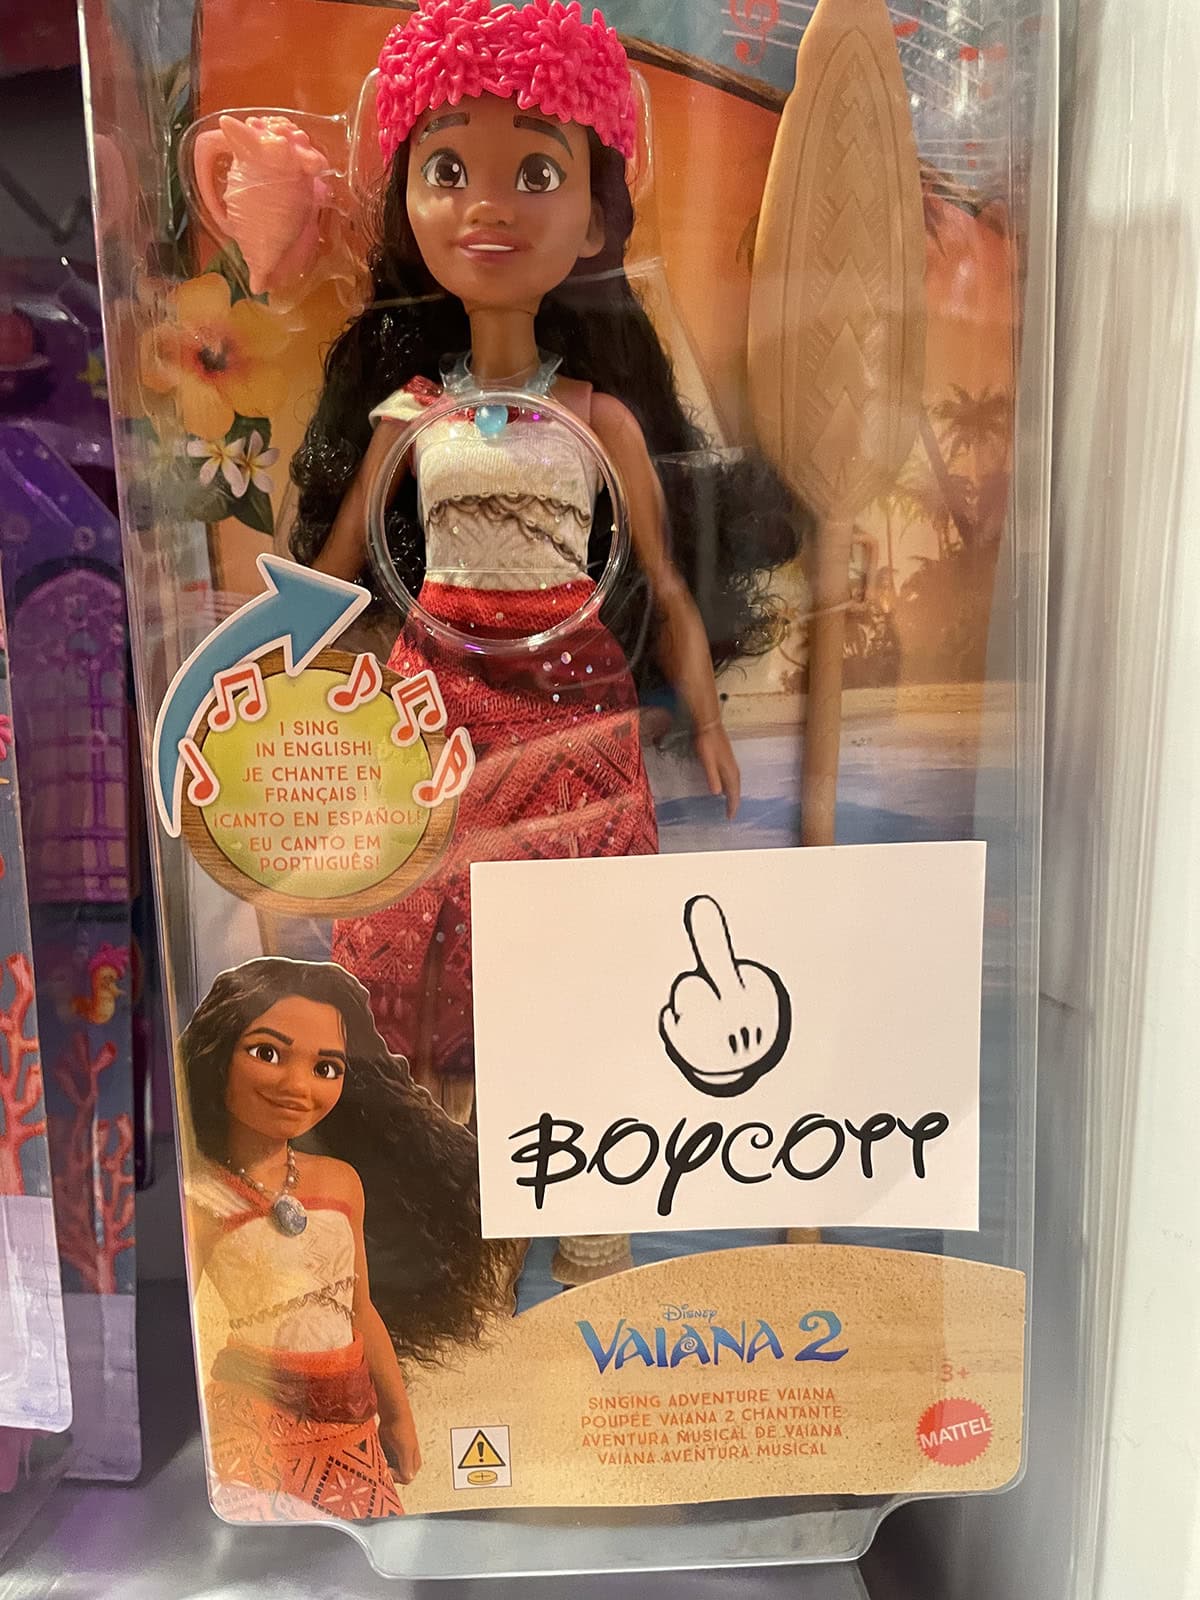 I SING
IN ENGLISH!
JE CHANTE EN
FRANÇAIS !
¡CANTO EN ESPAÑOL!
EU CANTO EM
PORTUGUÊS!
BOYCOTT
Disney
VAIANA 2
3+
SINGING ADVENTURE VAIANA
POUPÉE VAIANA 2 CHANTANTE
AVENTURA MUSICAL DE VAIANA
VAIANA AVENTURA MUSICAL
MATTEL